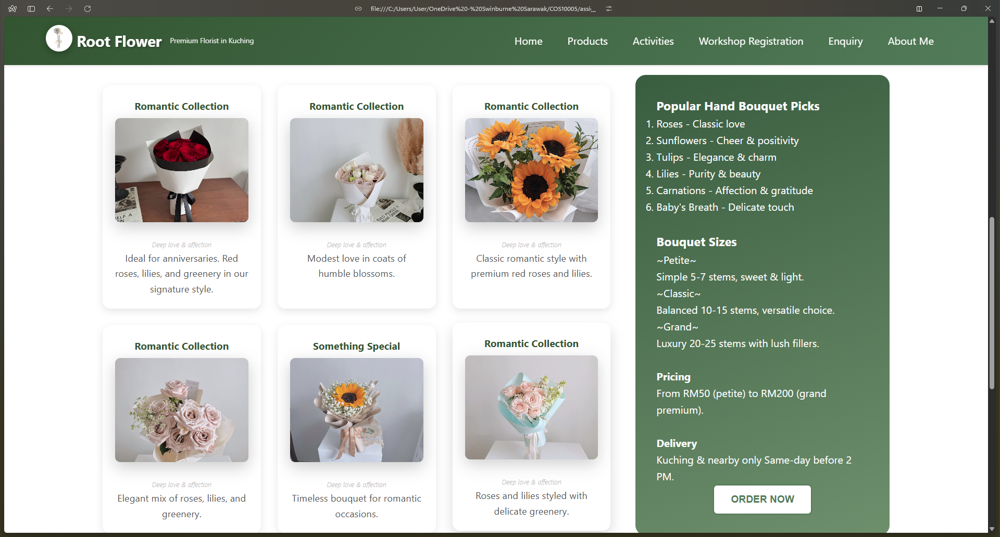 file:///C:/Users/User/OneDrive%20-%20Swinburne%20Sarawak/COS10005/assi...
Root Flower
Premium Florist in Kuching
Home
Products
Activities
Workshop Registration
Enquiry
About Me
Romantic Collection
Deep love & affection
Ideal for anniversaries. Red
roses, lilies, and greenery in our
signature style.
Romantic Collection
Deep love & affection
Modest love in coats of
humble blossoms.
Romantic Collection
Deep love & affection
Classic romantic style with
premium red roses and lilies.
Romantic Collection
Deep love & affection
Elegant mix of roses, lilies, and
greenery.
Something Special
Deep love & affection
Timeless bouquet for romantic
occasions.
Romantic Collection
Deep love & affection
Roses and lilies styled with
delicate greenery.
Popular Hand Bouquet Picks
1. Roses - Classic love
2. Sunflowers - Cheer & positivity
3. Tulips - Elegance & charm
4. Lilies - Purity & beauty
5. Carnations - Affection & gratitude
6. Baby's Breath - Delicate touch
Bouquet Sizes
~Petite~
Simple 5-7 stems, sweet & light.
~Classic~
Balanced 10-15 stems, versatile choice.
~Grand~
Luxury 20-25 stems with lush fillers.
Pricing
From RM50 (petite) to RM200 (grand
premium).
Delivery
Kuching & nearby only Same-day before 2
PM.
ORDER NOW